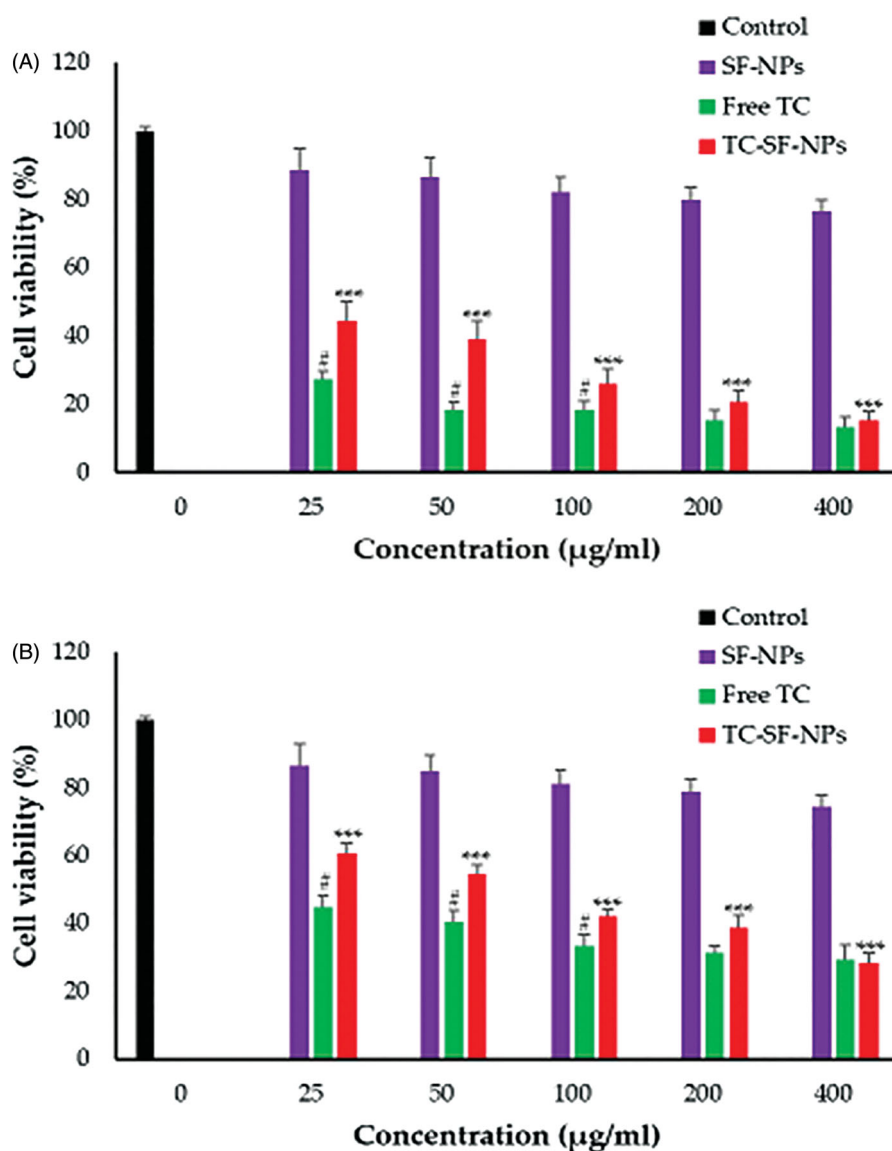 (A)
Control
SF-NPs
Free TC
TC-SF-NPs
Cell viability (%)
120
100
80
60
40
20
0
***
***
***
***
***
0 25 50 100 200 400
Concentration (µg/ml)
(B)
Control
SF-NPs
Free TC
TC-SF-NPs
Cell viability (%)
120
100
80
60
40
20
0
***
***
***
***
***
0 25 50 100 200 400
Concentration (µg/ml)